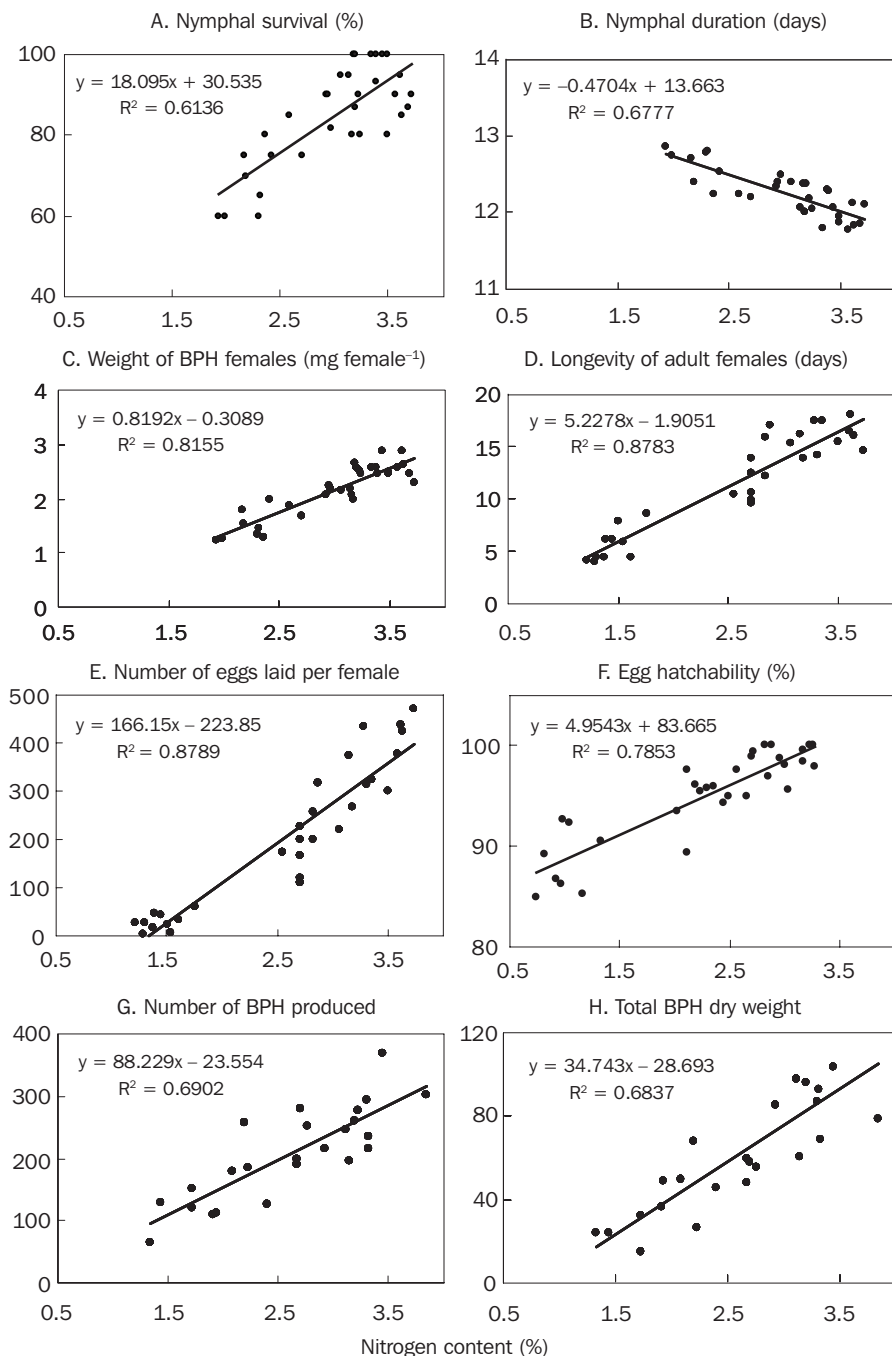 A. Nymphal survival (%)
y = 18.095x + 30.535
R² = 0.6136
100
80
60
40
0.5 1.5 2.5 3.5
B. Nymphal duration (days)
y = –0.4704x + 13.663
R² = 0.6777
14
13
12
11
0.5 1.5 2.5 3.5
C. Weight of BPH females (mg female⁻¹)
y = 0.8192x – 0.3089
R² = 0.8155
4
3
2
1
0
0.5 1.5 2.5 3.5
D. Longevity of adult females (days)
y = 5.2278x – 1.9051
R² = 0.8783
20
15
10
5
0
0.5 1.5 2.5 3.5
E. Number of eggs laid per female
y = 166.15x – 223.85
R² = 0.8789
500
400
300
200
100
0
0.5 1.5 2.5 3.5
F. Egg hatchability (%)
y = 4.9543x + 83.665
R² = 0.7853
100
90
80
0.5 1.5 2.5 3.5
G. Number of BPH produced
y = 88.229x – 23.554
R² = 0.6902
400
300
200
100
0
0.5 1.5 2.5 3.5
H. Total BPH dry weight
y = 34.743x – 28.693
R² = 0.6837
120
80
40
0
0.5 1.5 2.5 3.5
Nitrogen content (%)